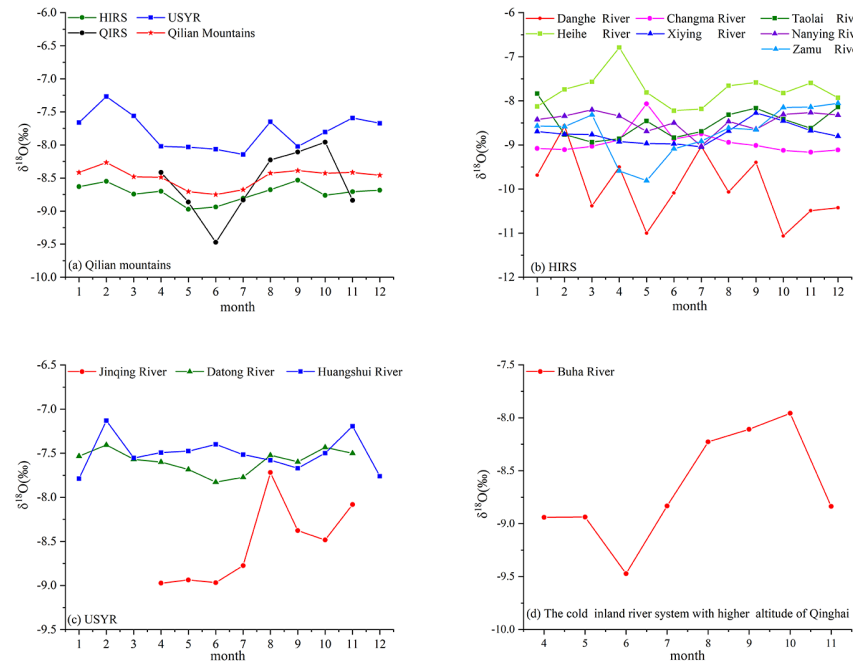 HIRS USYR
QIRS Qilian Mountains
-6.0
-6.5
-7.0
-7.5
-8.0
-8.5
-9.0
-9.5
-10.0
δ18O(‰)
(a) Qilian mountains
1 2 3 4 5 6 7 8 9 10 11 12
month
Danghe River Changma River Taolai Rive
Heihe River Xiying River Nanying Rive
Zamu Rive
-6
-7
-8
-9
-10
-11
-12
δ18O(‰)
(b) HIRS
1 2 3 4 5 6 7 8 9 10 11 12
month
Jinqing River Datong River Huangshui River
-6.5
-7.0
-7.5
-8.0
-8.5
-9.0
-9.5
δ18O(‰)
(c) USYR
1 2 3 4 5 6 7 8 9 10 11 12
month
Buha River
-7.5
-8.0
-8.5
-9.0
-9.5
-10.0
δ18O(‰)
(d) The cold inland river system with higher altitude of Qinghai
4 5 6 7 8 9 10 11
month